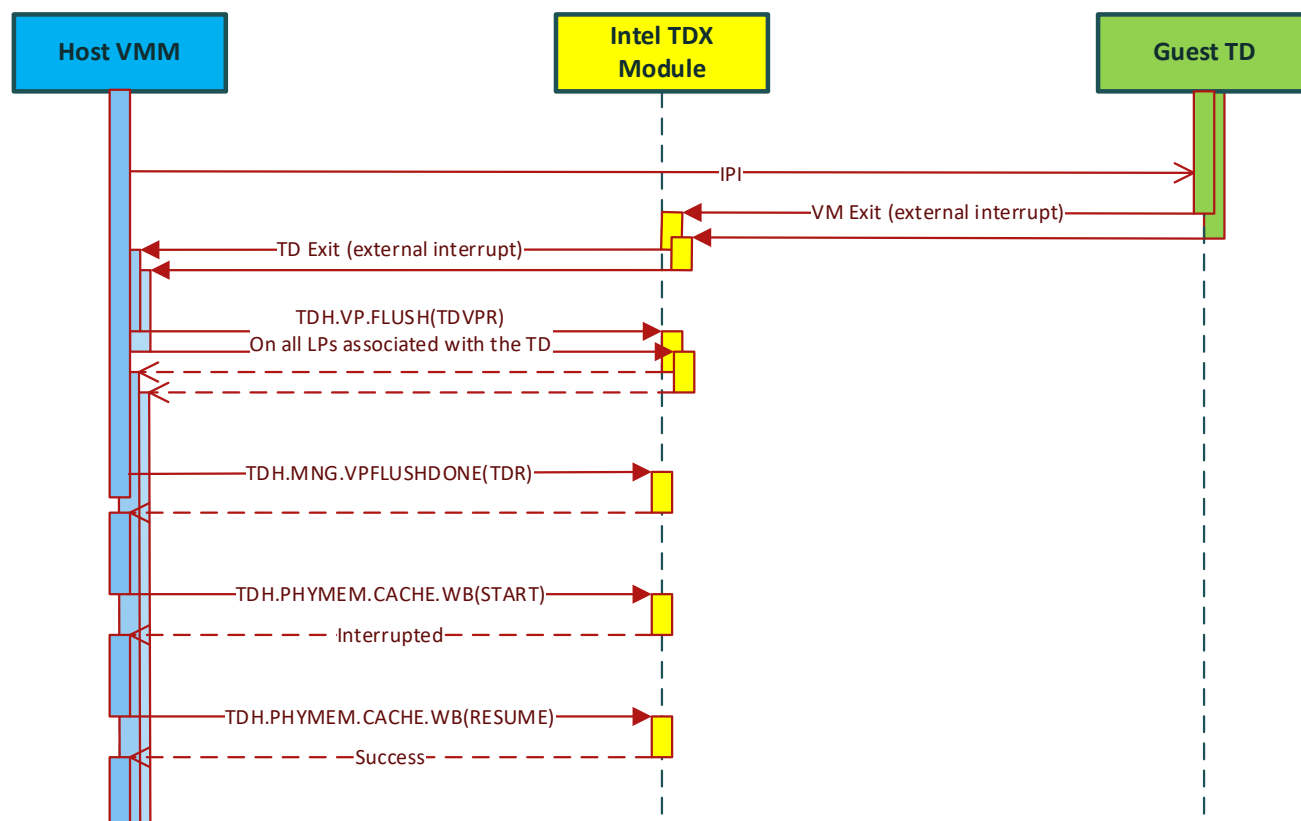 Host VMM
Intel TDX
Module
Guest TD
IPI
VM Exit (external interrupt)
TD Exit (external interrupt)
TDH.VP.FLUSH(TDVPR)
On all LPs associated with the TD
TDH.MNG.VPFLUSHDONE(TDR)
TDH.PHYMEM.CACHE.WB(START)
Interrupted
TDH.PHYMEM.CACHE.WB(RESUME)
Success